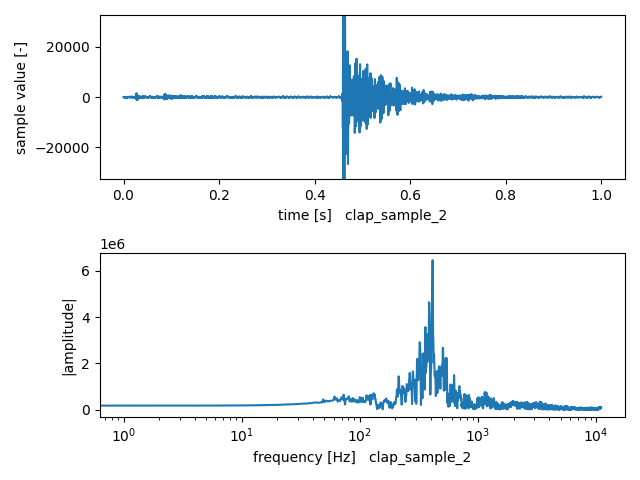 20000
0
−20000
sample value [-]
0.0 0.2 0.4 0.6 0.8 1.0
time [s]   clap_sample_2
1e6
6
4
2
0
|amplitude|
10^0 10^1 10^2 10^3 10^4
frequency [Hz]   clap_sample_2